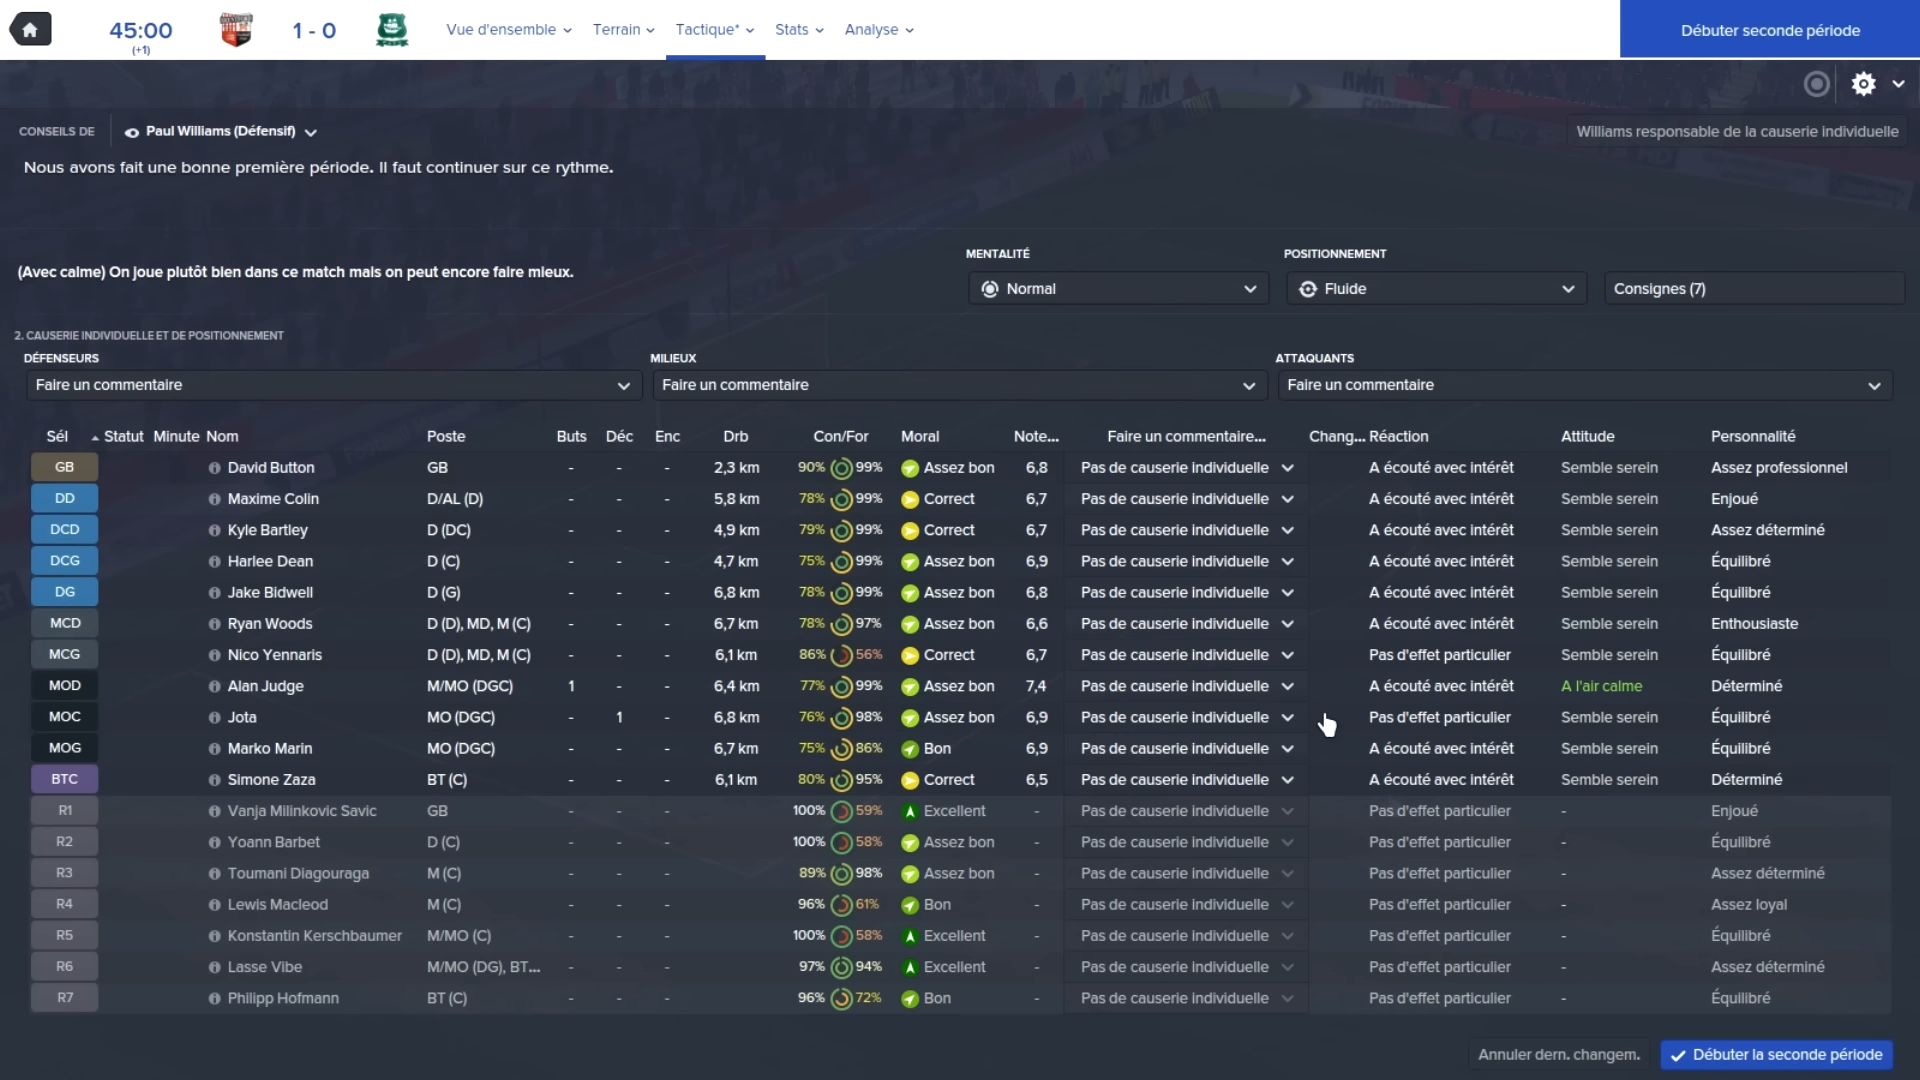 45:00 1 - 0 Vue d'ensemble Terrain Tactique* Stats Analyse Débuter seconde période
(+1)
CONSEILS DE Paul Williams (Défensif) Williams responsable de la causerie individuelle
Nous avons fait une bonne première période. Il faut continuer sur ce rythme.
MENTALITÉ POSITIONNEMENT
(Avec calme) On joue plutôt bien dans ce match mais on peut encore faire mieux.
Normal Fluide Consignes (7)
2. CAUSERIE INDIVIDUELLE ET DE POSITIONNEMENT
DÉFENSEURS MILIEUX ATTAQUANTS
Faire un commentaire Faire un commentaire Faire un commentaire
Sél Statut Minute Nom Poste Buts Déc Enc Drb Con/For Moral Note... Faire un commentaire... Chang... Réaction Attitude Personnalité
GB David Button GB - - - 2,3 km 90% 99% Assez bon 6,8 Pas de causerie individuelle A écouté avec intérêt Semble serein Assez professionnel
DD Maxime Colin D/AL (D) - - - 5,8 km 78% 99% Correct 6,7 Pas de causerie individuelle A écouté avec intérêt Semble serein Enjoué
DCD Kyle Bartley D (DC) - - - 4,9 km 79% 99% Correct 6,7 Pas de causerie individuelle A écouté avec intérêt Semble serein Assez déterminé
DCG Harlee Dean D (C) - - - 4,7 km 75% 99% Assez bon 6,9 Pas de causerie individuelle A écouté avec intérêt Semble serein Équilibré
DG Jake Bidwell D (G) - - - 6,8 km 78% 99% Assez bon 6,8 Pas de causerie individuelle A écouté avec intérêt Semble serein Équilibré
MCD Ryan Woods D (D), MD, M (C) - - - 6,7 km 78% 97% Assez bon 6,6 Pas de causerie individuelle A écouté avec intérêt Semble serein Enthousiaste
MCG Nico Yennaris D (D), MD, M (C) - - - 6,1 km 86% 56% Correct 6,7 Pas de causerie individuelle Pas d'effet particulier Semble serein Équilibré
MOD Alan Judge M/MO (DGC) 1 - - 6,4 km 77% 99% Assez bon 7,4 Pas de causerie individuelle A écouté avec intérêt A l'air calme Déterminé
MOC Jota MO (DGC) - 1 - 6,8 km 76% 98% Assez bon 6,9 Pas de causerie individuelle Pas d'effet particulier Semble serein Équilibré
MOG Marko Marin MO (DGC) - - - 6,7 km 75% 86% Bon 6,9 Pas de causerie individuelle A écouté avec intérêt Semble serein Équilibré
BTC Simone Zaza BT (C) - - - 6,1 km 80% 95% Correct 6,5 Pas de causerie individuelle A écouté avec intérêt Semble serein Déterminé
R1 Vanja Milinkovic Savic GB - - - 100% 59% Excellent - Pas de causerie individuelle Pas d'effet particulier - Enjoué
R2 Yoann Barbet D (C) - - - 100% 58% Assez bon - Pas de causerie individuelle Pas d'effet particulier - Équilibré
R3 Toumani Diagouraga M (C) - - - 89% 98% Assez bon - Pas de causerie individuelle Pas d'effet particulier - Assez déterminé
R4 Lewis Macleod M (C) - - - 96% 61% Bon - Pas de causerie individuelle Pas d'effet particulier - Assez loyal
R5 Konstantin Kerschbaumer M/MO (C) - - - 100% 58% Excellent - Pas de causerie individuelle Pas d'effet particulier - Équilibré
R6 Lasse Vibe M/MO (DG), BT... - - - 97% 94% Excellent - Pas de causerie individuelle Pas d'effet particulier - Assez déterminé
R7 Philipp Hofmann BT (C) - - - 96% 72% Bon - Pas de causerie individuelle Pas d'effet particulier - Équilibré
Annuler dern. changem. Débuter la seconde période